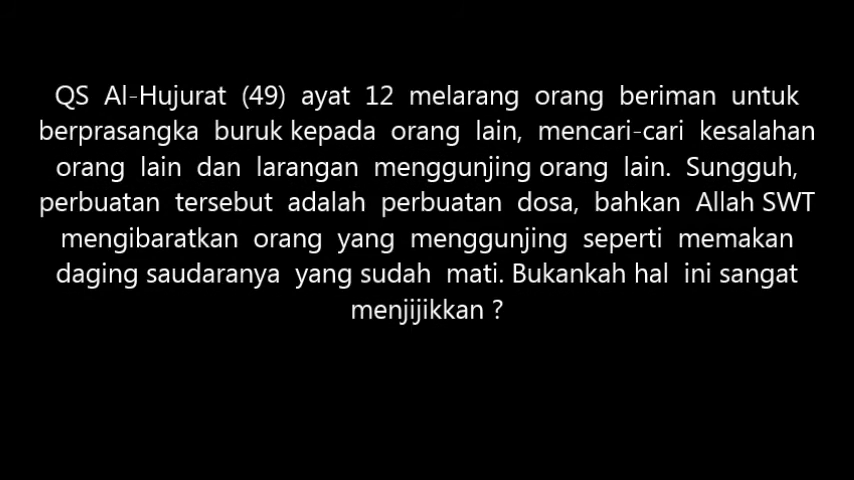 QS Al-Hujurat (49) ayat 12 melarang orang beriman untuk
berprasangka buruk kepada orang lain, mencari-cari kesalahan
orang lain dan larangan menggunjing orang lain. Sungguh,
perbuatan tersebut adalah perbuatan dosa, bahkan Allah SWT
mengibaratkan orang yang menggunjing seperti memakan
daging saudaranya yang sudah mati. Bukankah hal ini sangat
menjijikkan ?